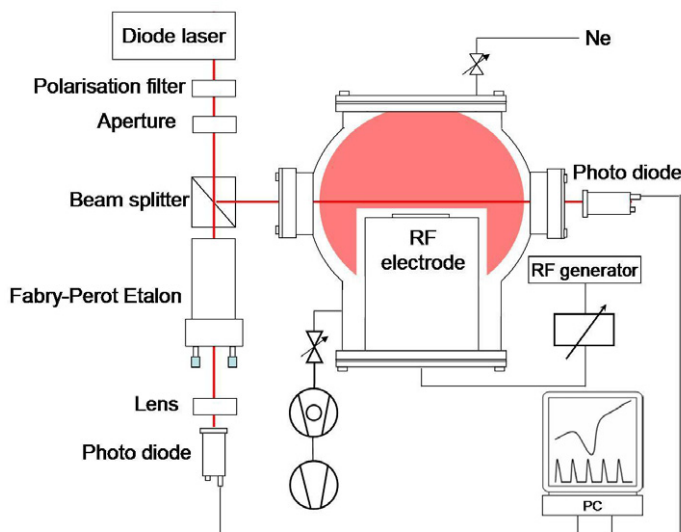 Diode laser
Ne
Polarisation filter
Aperture
Photo diode
Beam splitter
RF
electrode
RF generator
Fabry-Perot Etalon
Lens
Photo diode
PC